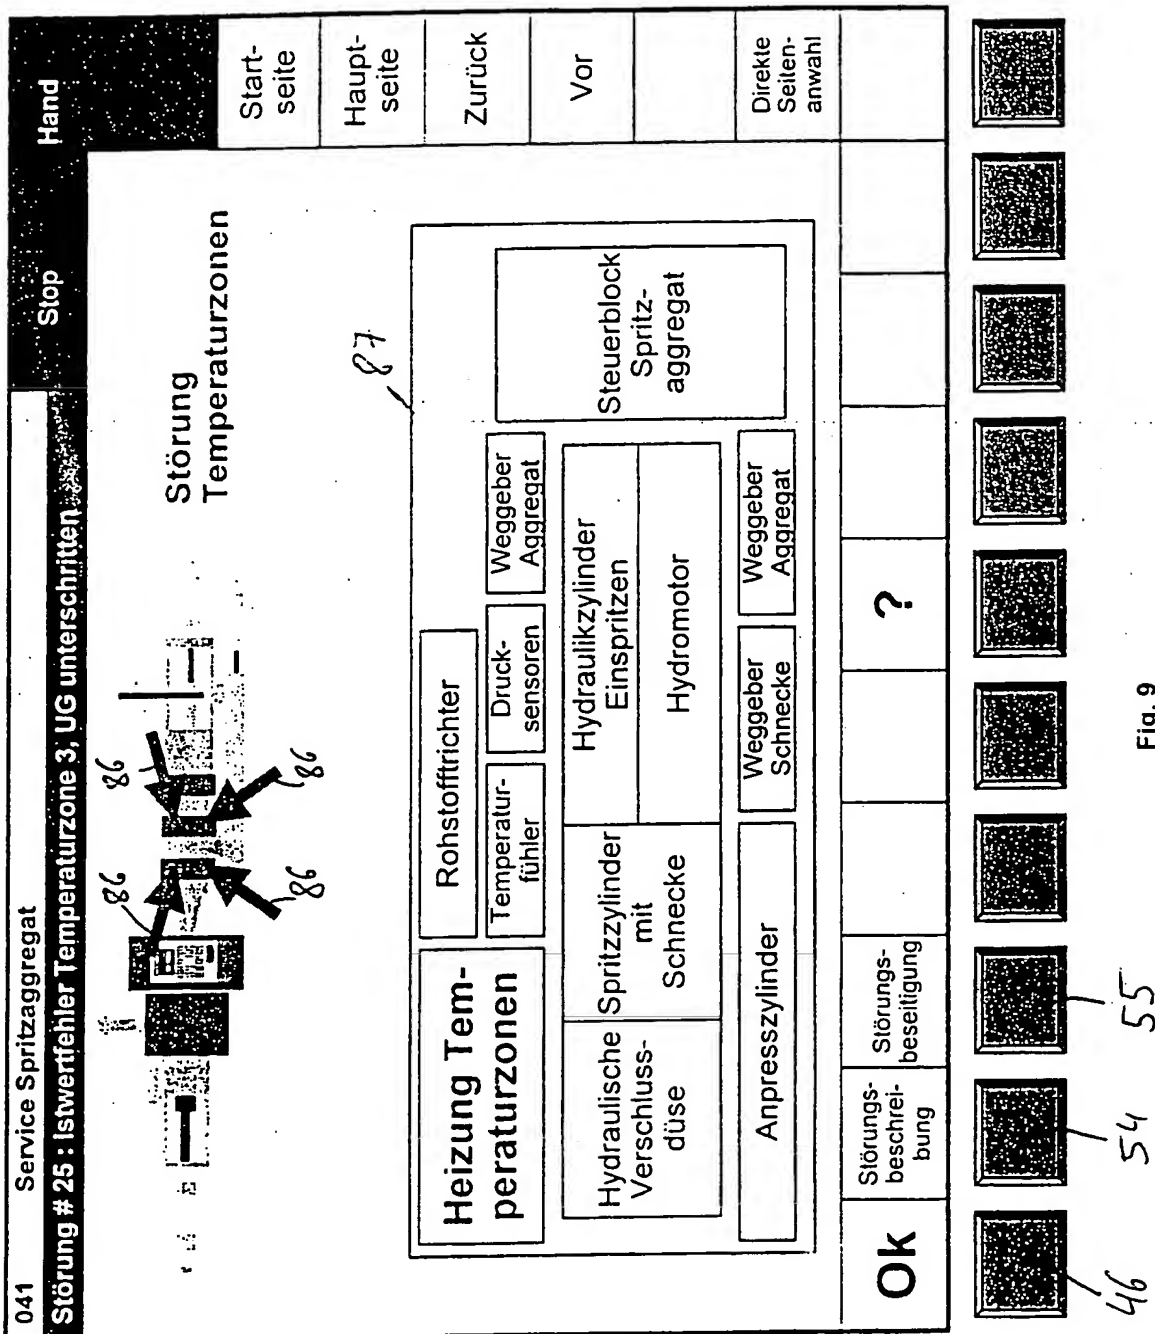 041 Service Spritzaggregat Stop Hand
Störung # 25 : Istwertfehler Temperaturzone 3, UG unterschritten
Störung
Temperaturzonen
86
86
86
86
87
Start-
seite
Haupt-
seite
Zurück
Vor
Direkte
Seiten-
anwahl
Heizung Tem-
peraturzonen
Rohstofftrichter
Temperatur-
fühler
Druck-
sensoren
Weggeber
Aggregat
Hydraulische
Verschluss-
düse
Spritzzylinder
mit
Schnecke
Hydraulikzylinder
Einspritzen
Hydromotor
Steuerblock
Spritz-
aggregat
Anpresszylinder
Weggeber
Schnecke
Weggeber
Aggregat
Ok
Störungs-
beschrei-
bung
Störungs-
beseitigung
?
46
54
55
Fig. 9